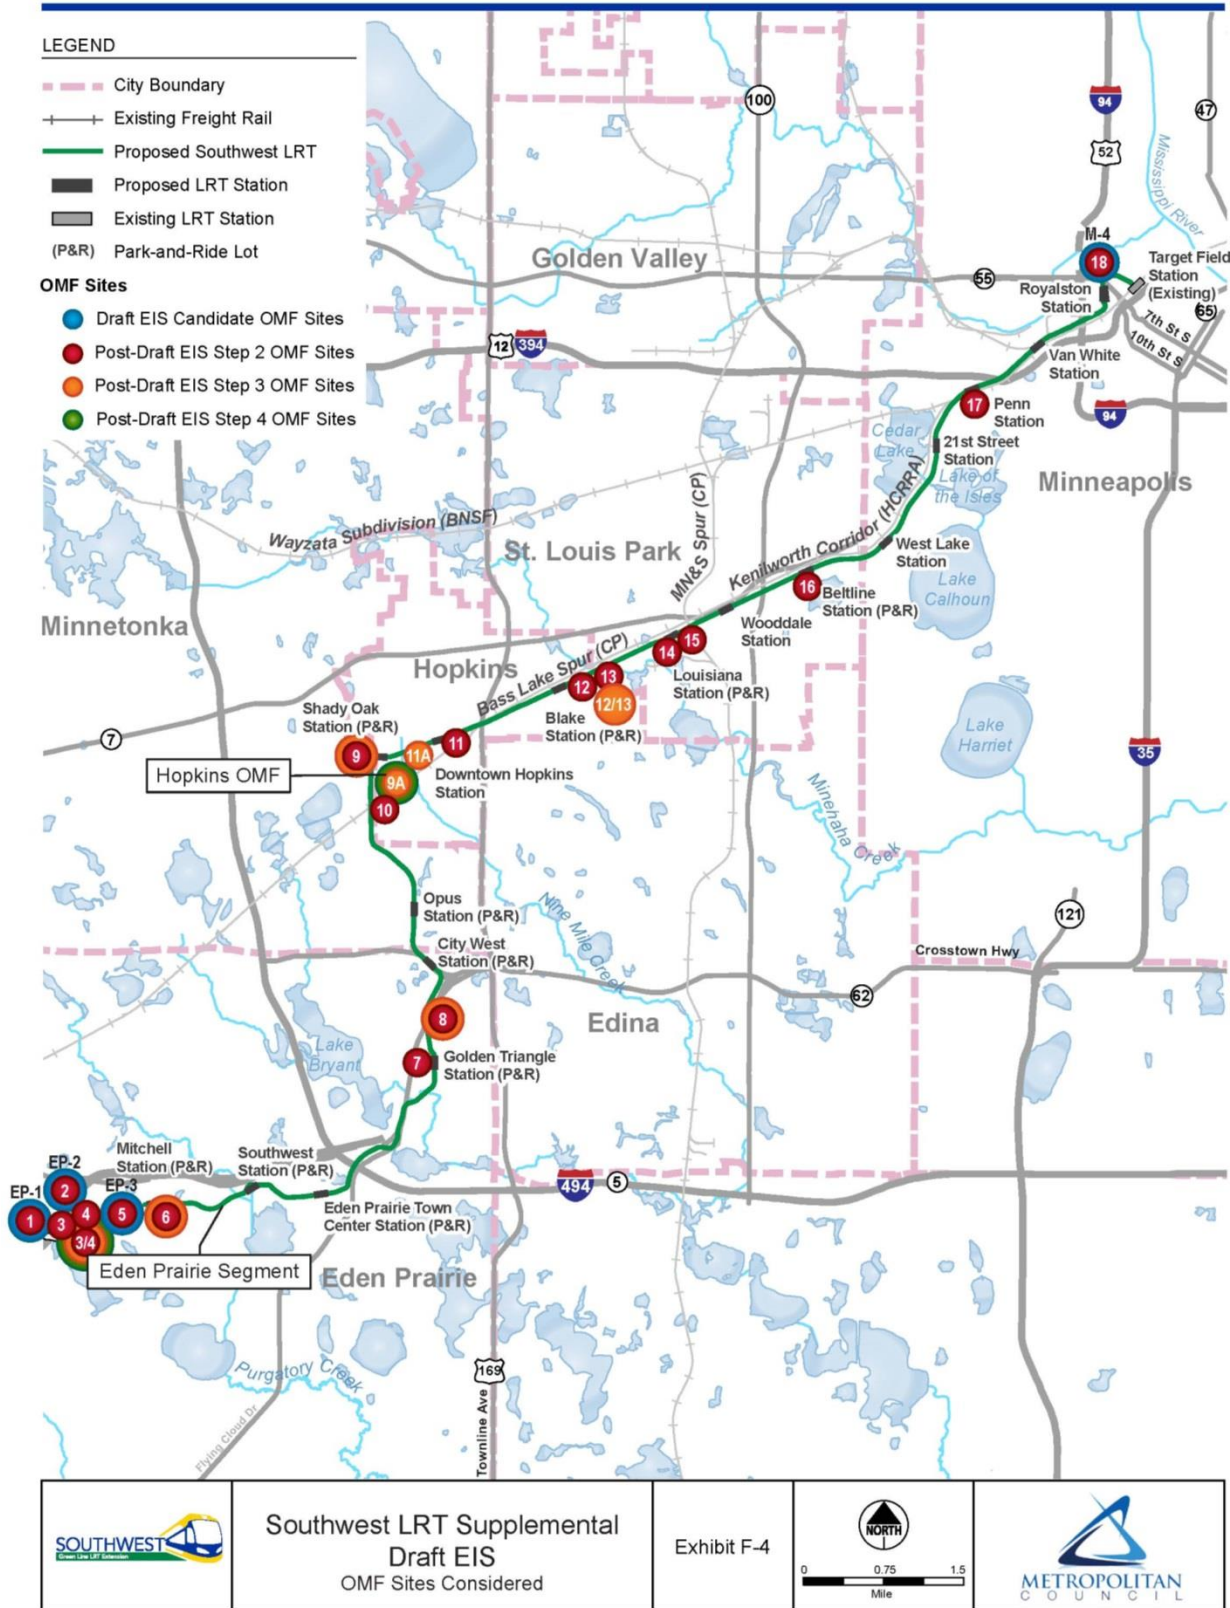 LEGEND
City Boundary
Existing Freight Rail
Proposed Southwest LRT
Proposed LRT Station
Existing LRT Station
(P&R) Park-and-Ride Lot
OMF Sites
Draft EIS Candidate OMF Sites
Post-Draft EIS Step 2 OMF Sites
Post-Draft EIS Step 3 OMF Sites
Post-Draft EIS Step 4 OMF Sites
100
94
47
52
Mississippi River
M-4
18
Golden Valley
Target Field
Station
(Existing)
55
Royalston
Station
65
7th St S
10th St S
12
394
Van White
Station
17
Penn
Station
94
Cedar
Lake
21st Street
Station
Lake of
the Isles
Minneapolis
Wayzata Subdivision (BNSF)
MN&S Spur (CP)
Kenilworth Corridor (HCRRA)
St. Louis Park
West Lake
Station
16
Beltline
Station (P&R)
Lake
Calhoun
Minnetonka
Wooddale
Station
15
14
Hopkins
Bass Lake Spur (CP)
Louisiana
Station (P&R)
13
12
12/13
Blake
Station (P&R)
Shady Oak
Station (P&R)
7
9
11A
11
Lake
Harriet
35
Hopkins OMF
9A
Downtown Hopkins
Station
10
Minehaha Creek
Opus
Station (P&R)
Nine Mile Creek
121
City West
Station (P&R)
Crosstown Hwy
62
8
Edina
Lake
Bryant
7
Golden Triangle
Station (P&R)
Mitchell
Station (P&R)
Southwest
Station (P&R)
EP-2
EP-1
EP-3
2
1
3
4
5
6
3/4
494
5
Eden Prairie Town
Center Station (P&R)
Eden Prairie Segment
Eden Prairie
Purgatory Creek
169
Townline Ave
Flying Cloud Dr
SOUTHWEST
Green Line LRT Extension
Southwest LRT Supplemental
Draft EIS
OMF Sites Considered
Exhibit F-4
NORTH
0 0.75 1.5
Mile
METROPOLITAN
COUNCIL